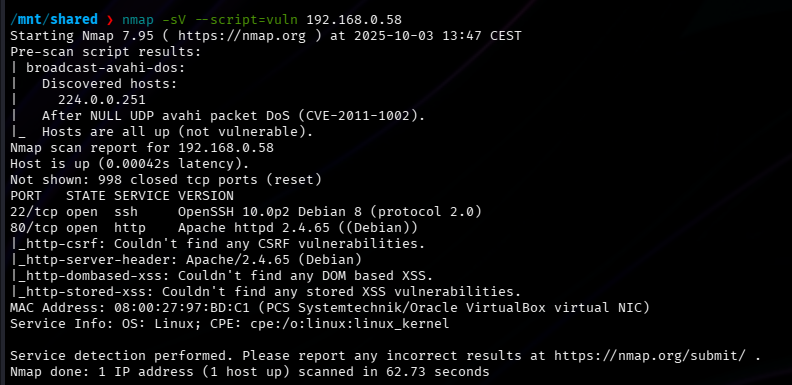 /mnt/shared ❯ nmap -sV --script=vuln 192.168.0.58
Starting Nmap 7.95 ( https://nmap.org ) at 2025-10-03 13:47 CEST
Pre-scan script results:
| broadcast-avahi-dos:
|   Discovered hosts:
|     224.0.0.251
|   After NULL UDP avahi packet DoS (CVE-2011-1002).
|_  Hosts are all up (not vulnerable).
Nmap scan report for 192.168.0.58
Host is up (0.00042s latency).
Not shown: 998 closed tcp ports (reset)
PORT   STATE SERVICE VERSION
22/tcp open  ssh     OpenSSH 10.0p2 Debian 8 (protocol 2.0)
80/tcp open  http    Apache httpd 2.4.65 ((Debian))
|_http-csrf: Couldn't find any CSRF vulnerabilities.
|_http-server-header: Apache/2.4.65 (Debian)
|_http-dombased-xss: Couldn't find any DOM based XSS.
|_http-stored-xss: Couldn't find any stored XSS vulnerabilities.
MAC Address: 08:00:27:97:BD:C1 (PCS Systemtechnik/Oracle VirtualBox virtual NIC)
Service Info: OS: Linux; CPE: cpe:/o:linux:linux_kernel

Service detection performed. Please report any incorrect results at https://nmap.org/submit/ .
Nmap done: 1 IP address (1 host up) scanned in 62.73 seconds